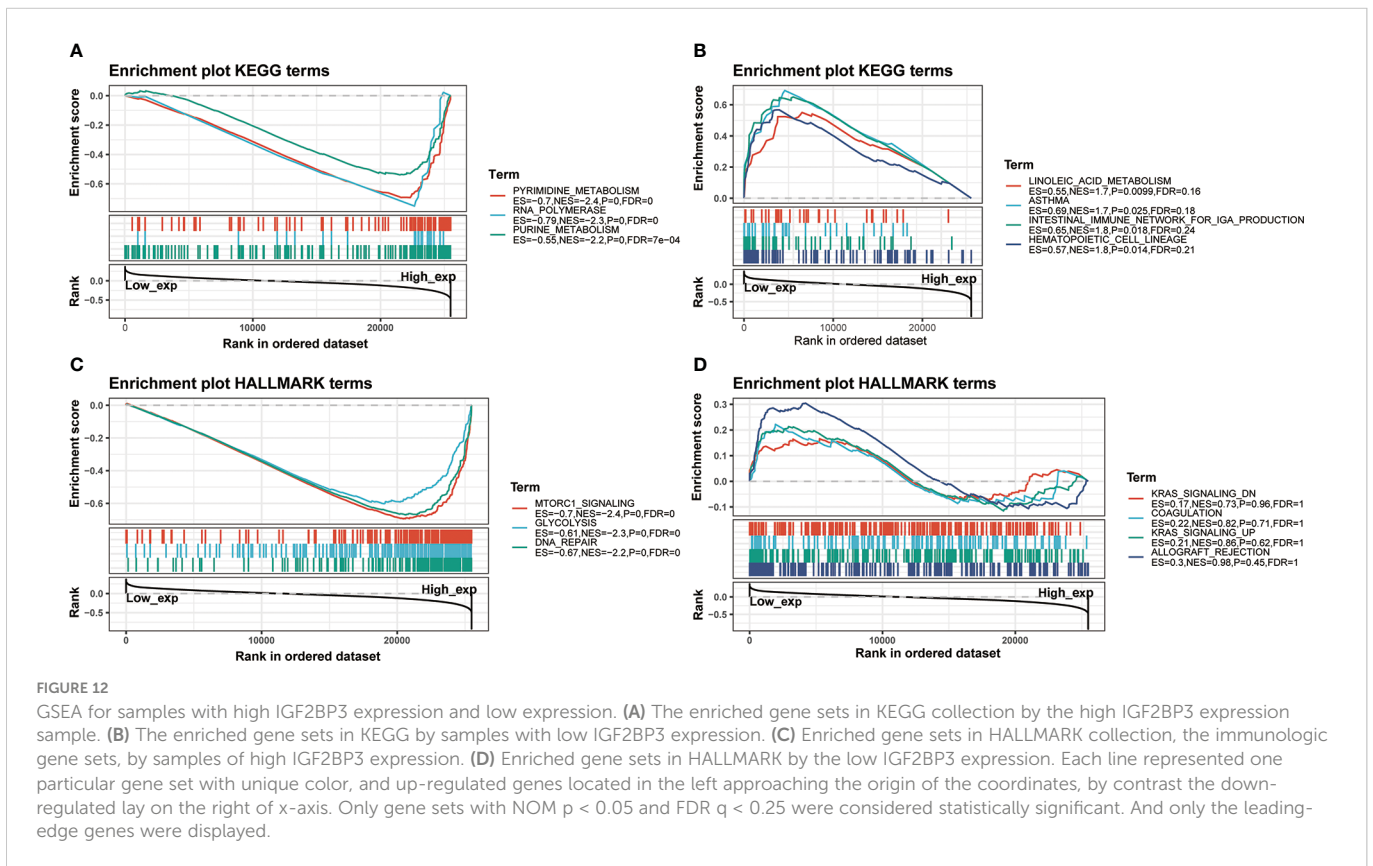 A
Enrichment plot KEGG terms
0.0
−0.2
−0.4
−0.6
Enrichment score
Term
PYRIMIDINE_METABOLISM
ES=−0.7,NES=−2.4,P=0,FDR=0
RNA_POLYMERASE
ES=−0.79,NES=−2.3,P=0,FDR=0
PURINE_METABOLISM
ES=−0.55,NES=−2.2,P=0,FDR=7e−04
Rank
0.0
−0.5
Low_exp
High_exp
0
10000
20000
Rank in ordered dataset
B
Enrichment plot KEGG terms
0.6
0.4
0.2
0.0
Enrichment score
Term
LINOLEIC_ACID_METABOLISM
ES=0.55,NES=1.7,P=0.0099,FDR=0.16
ASTHMA
ES=0.69,NES=1.7,P=0.025,FDR=0.18
INTESTINAL_IMMUNE_NETWORK_FOR_IGA_PRODUCTION
ES=0.65,NES=1.8,P=0.018,FDR=0.24
HEMATOPOIETIC_CELL_LINEAGE
ES=0.57,NES=1.8,P=0.014,FDR=0.21
Rank
0.0
−0.5
Low_exp
High_exp
0
10000
20000
Rank in ordered dataset
C
Enrichment plot HALLMARK terms
0.0
−0.2
−0.4
−0.6
Enrichment score
Term
MTORC1_SIGNALING
ES=−0.7,NES=−2.4,P=0,FDR=0
GLYCOLYSIS
ES=−0.61,NES=−2.3,P=0,FDR=0
DNA_REPAIR
ES=−0.67,NES=−2.2,P=0,FDR=0
Rank
0.0
−0.5
Low_exp
High_exp
0
10000
20000
Rank in ordered dataset
D
Enrichment plot HALLMARK terms
0.3
0.2
0.1
0.0
−0.1
Enrichment score
Term
KRAS_SIGNALING_DN
ES=0.17,NES=0.73,P=0.96,FDR=1
COAGULATION
ES=0.22,NES=0.82,P=0.71,FDR=1
KRAS_SIGNALING_UP
ES=0.21,NES=0.86,P=0.62,FDR=1
ALLOGRAFT_REJECTION
ES=0.3,NES=0.98,P=0.45,FDR=1
Rank
0.0
−0.5
Low_exp
High_exp
0
10000
20000
Rank in ordered dataset
FIGURE 12
GSEA for samples with high IGF2BP3 expression and low expression. (A) The enriched gene sets in KEGG collection by the high IGF2BP3 expression
sample. (B) The enriched gene sets in KEGG by samples with low IGF2BP3 expression. (C) Enriched gene sets in HALLMARK collection, the immunologic
gene sets, by samples of high IGF2BP3 expression. (D) Enriched gene sets in HALLMARK by the low IGF2BP3 expression. Each line represented one
particular gene set with unique color, and up-regulated genes located in the left approaching the origin of the coordinates, by contrast the down-
regulated lay on the right of x-axis. Only gene sets with NOM p < 0.05 and FDR q < 0.25 were considered statistically significant. And only the leading-
edge genes were displayed.